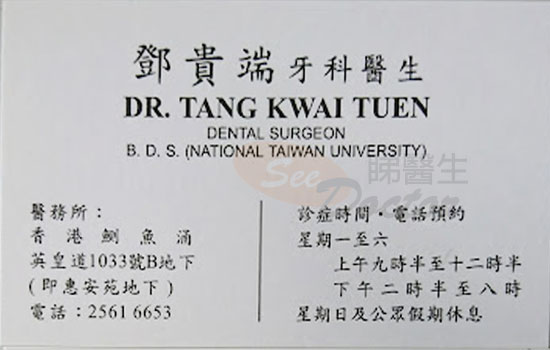 鄧貴端牙科醫生
DR. TANG KWAI TUEN
DENTAL SURGEON
B. D. S. (NATIONAL TAIWAN UNIVERSITY)
See 睇醫生
Doctor
醫務所：
香港鰂魚涌
英皇道1033號B地下
(即惠安苑地下)
電話：2561 6653
診症時間·電話預約
星期一至六
上午九時半至十二時半
下午二時半至八時
星期日及公眾假期休息